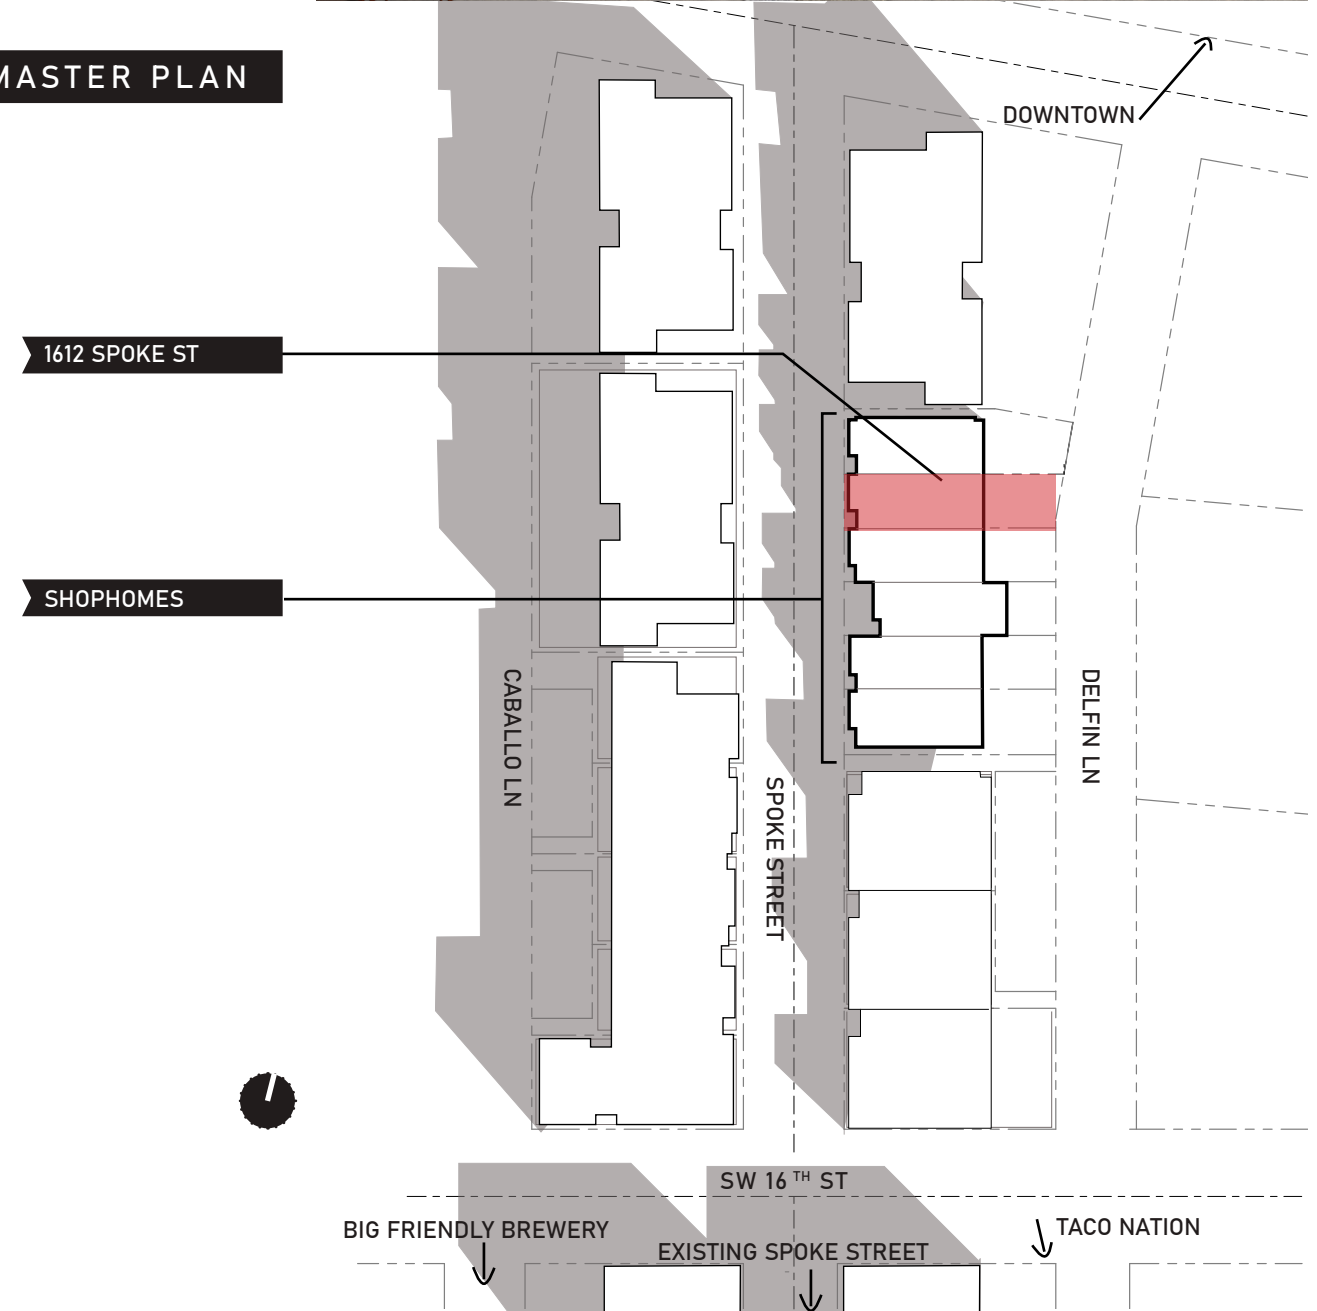 MASTER PLAN
DOWNTOWN
1612 SPOKE ST
SHOPHOMES
CABALLO LN
SPOKE STREET
DELFIN LN
SW 16TH ST
BIG FRIENDLY BREWERY
TACO NATION
EXISTING SPOKE STREET